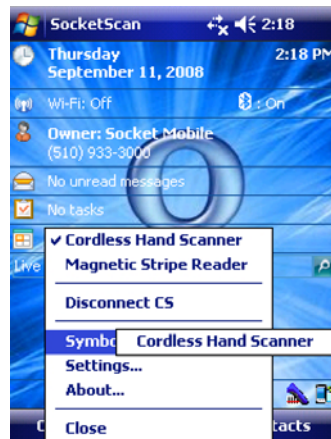 SocketScan 2:18
Thursday 2:18 PM
September 11, 2008
Wi-Fi: Off : On
Owner: Socket Mobile
(510) 933-3000
No unread messages
No tasks
Cordless Hand Scanner
Live
Magnetic Stripe Reader
Disconnect CS
Cordless Hand Scanner
Settings...
About...
Close